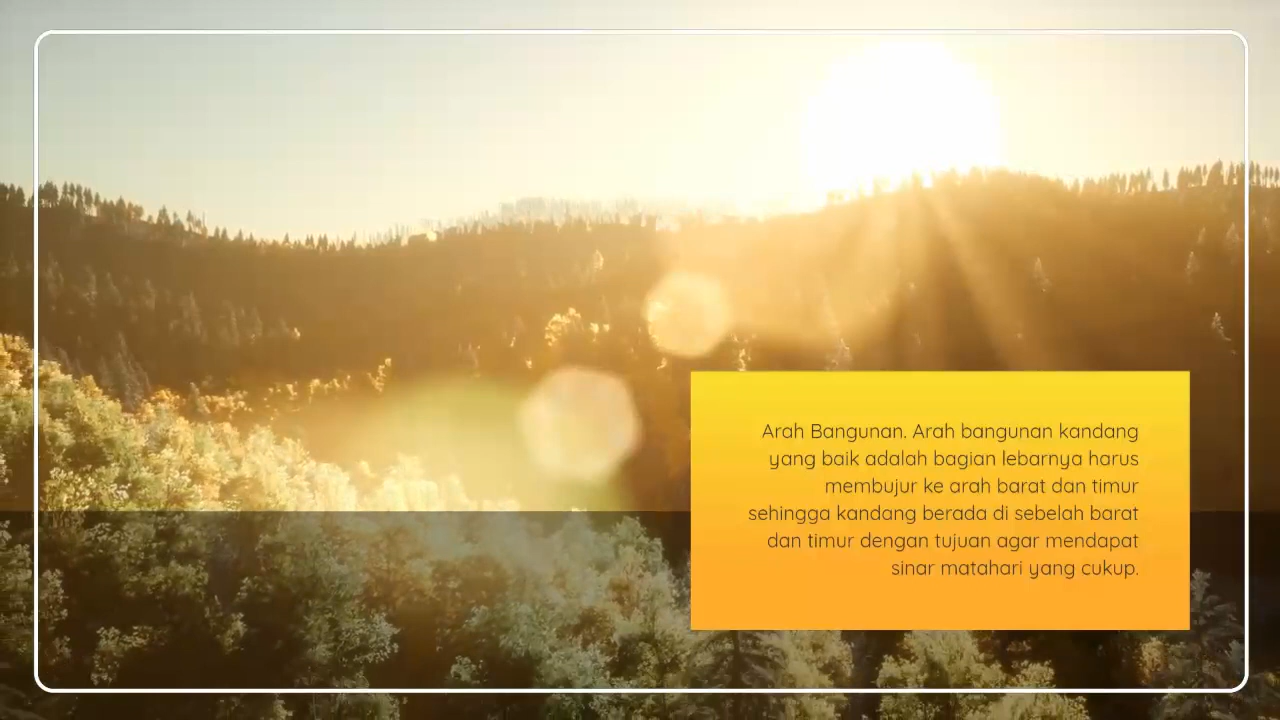 Arah Bangunan. Arah bangunan kandang
yang baik adalah bagian lebarnya harus
membujur ke arah barat dan timur
sehingga kandang berada di sebelah barat
dan timur dengan tujuan agar mendapat
sinar matahari yang cukup.